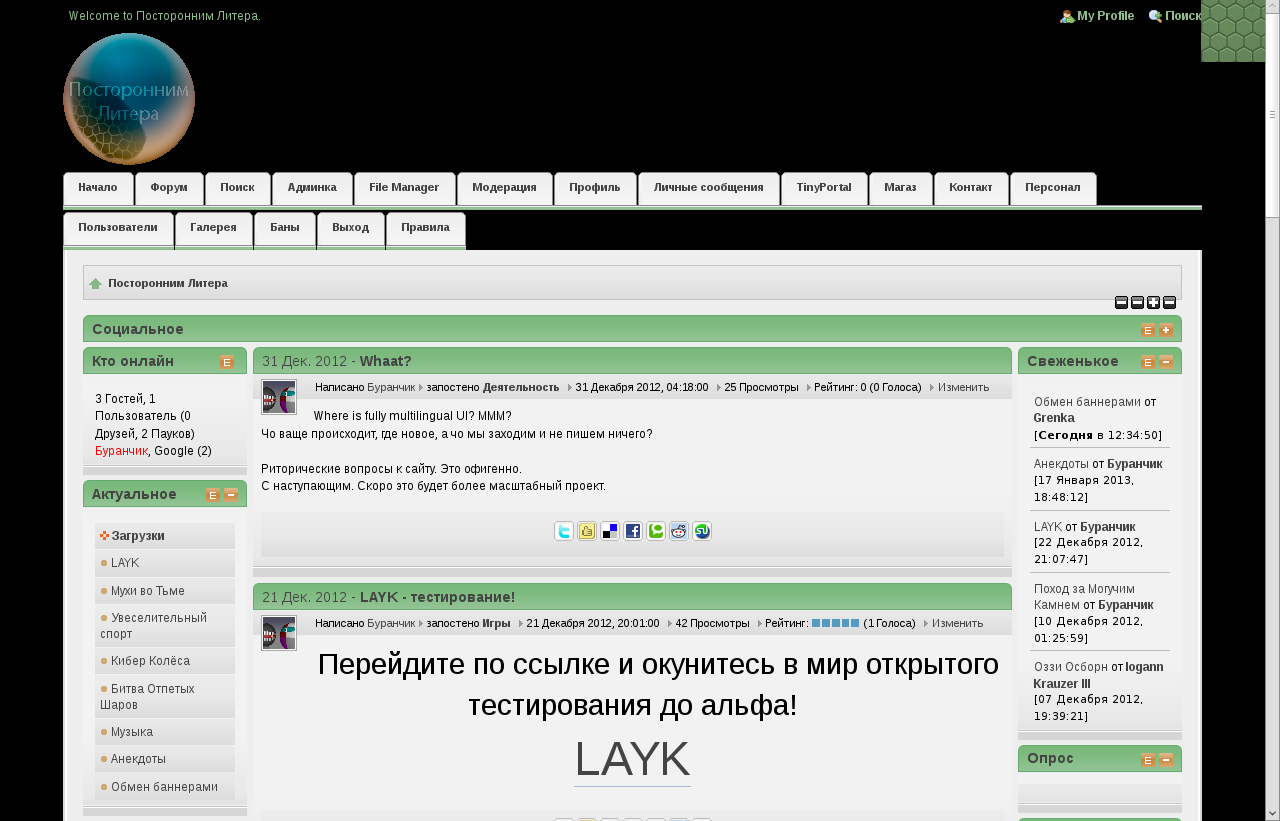 Welcome to Посторонним Литера.
My Profile
Поиск
Посторонним
Литера
Начало Форум Поиск Админка File Manager Модерация Профиль Личные сообщения TinyPortal Магаз Контакт Персонал
Пользователи Галерея Баны Выход Правила
Посторонним Литера
Социальное
Кто онлайн
3 Гостей, 1
Пользователь (0
Друзей, 2 Пауков)
Буранчик, Google (2)
Актуальное
Загрузки
LAYK
Мухи во Тьме
Увеселительный
спорт
Кибер Колёса
Битва Отпетых
Шаров
Музыка
Анекдоты
Обмен баннерами
31 Дек. 2012 - Whaat?
Написано Буранчик запостено Деятельность 31 Декабря 2012, 04:18:00 25 Просмотры Рейтинг: 0 (0 Голоса) Изменить
Where is fully multilingual UI? МММ?
Чо ваще происходит, где новое, а чо мы заходим и не пишем ничего?
Риторические вопросы к сайту. Это офигенно.
С наступающим. Скоро это будет более масштабный проект.
21 Дек. 2012 - LAYK - тестирование!
Написано Буранчик запостено Игры 21 Декабря 2012, 20:01:00 42 Просмотры Рейтинг: (1 Голоса) Изменить
Перейдите по ссылке и окунитесь в мир открытого
тестирования до альфа!
LAYK
Свеженькое
Обмен баннерами от
Grenka
[Сегодня в 12:34:50]
Анекдоты от Буранчик
[17 Января 2013,
18:48:12]
LAYK от Буранчик
[22 Декабря 2012,
21:07:47]
Поход за Могучим
Камнем от Буранчик
[10 Декабря 2012,
01:25:59]
Оззи Осборн от Iogann
Krauzer III
[07 Декабря 2012,
19:39:21]
Опрос